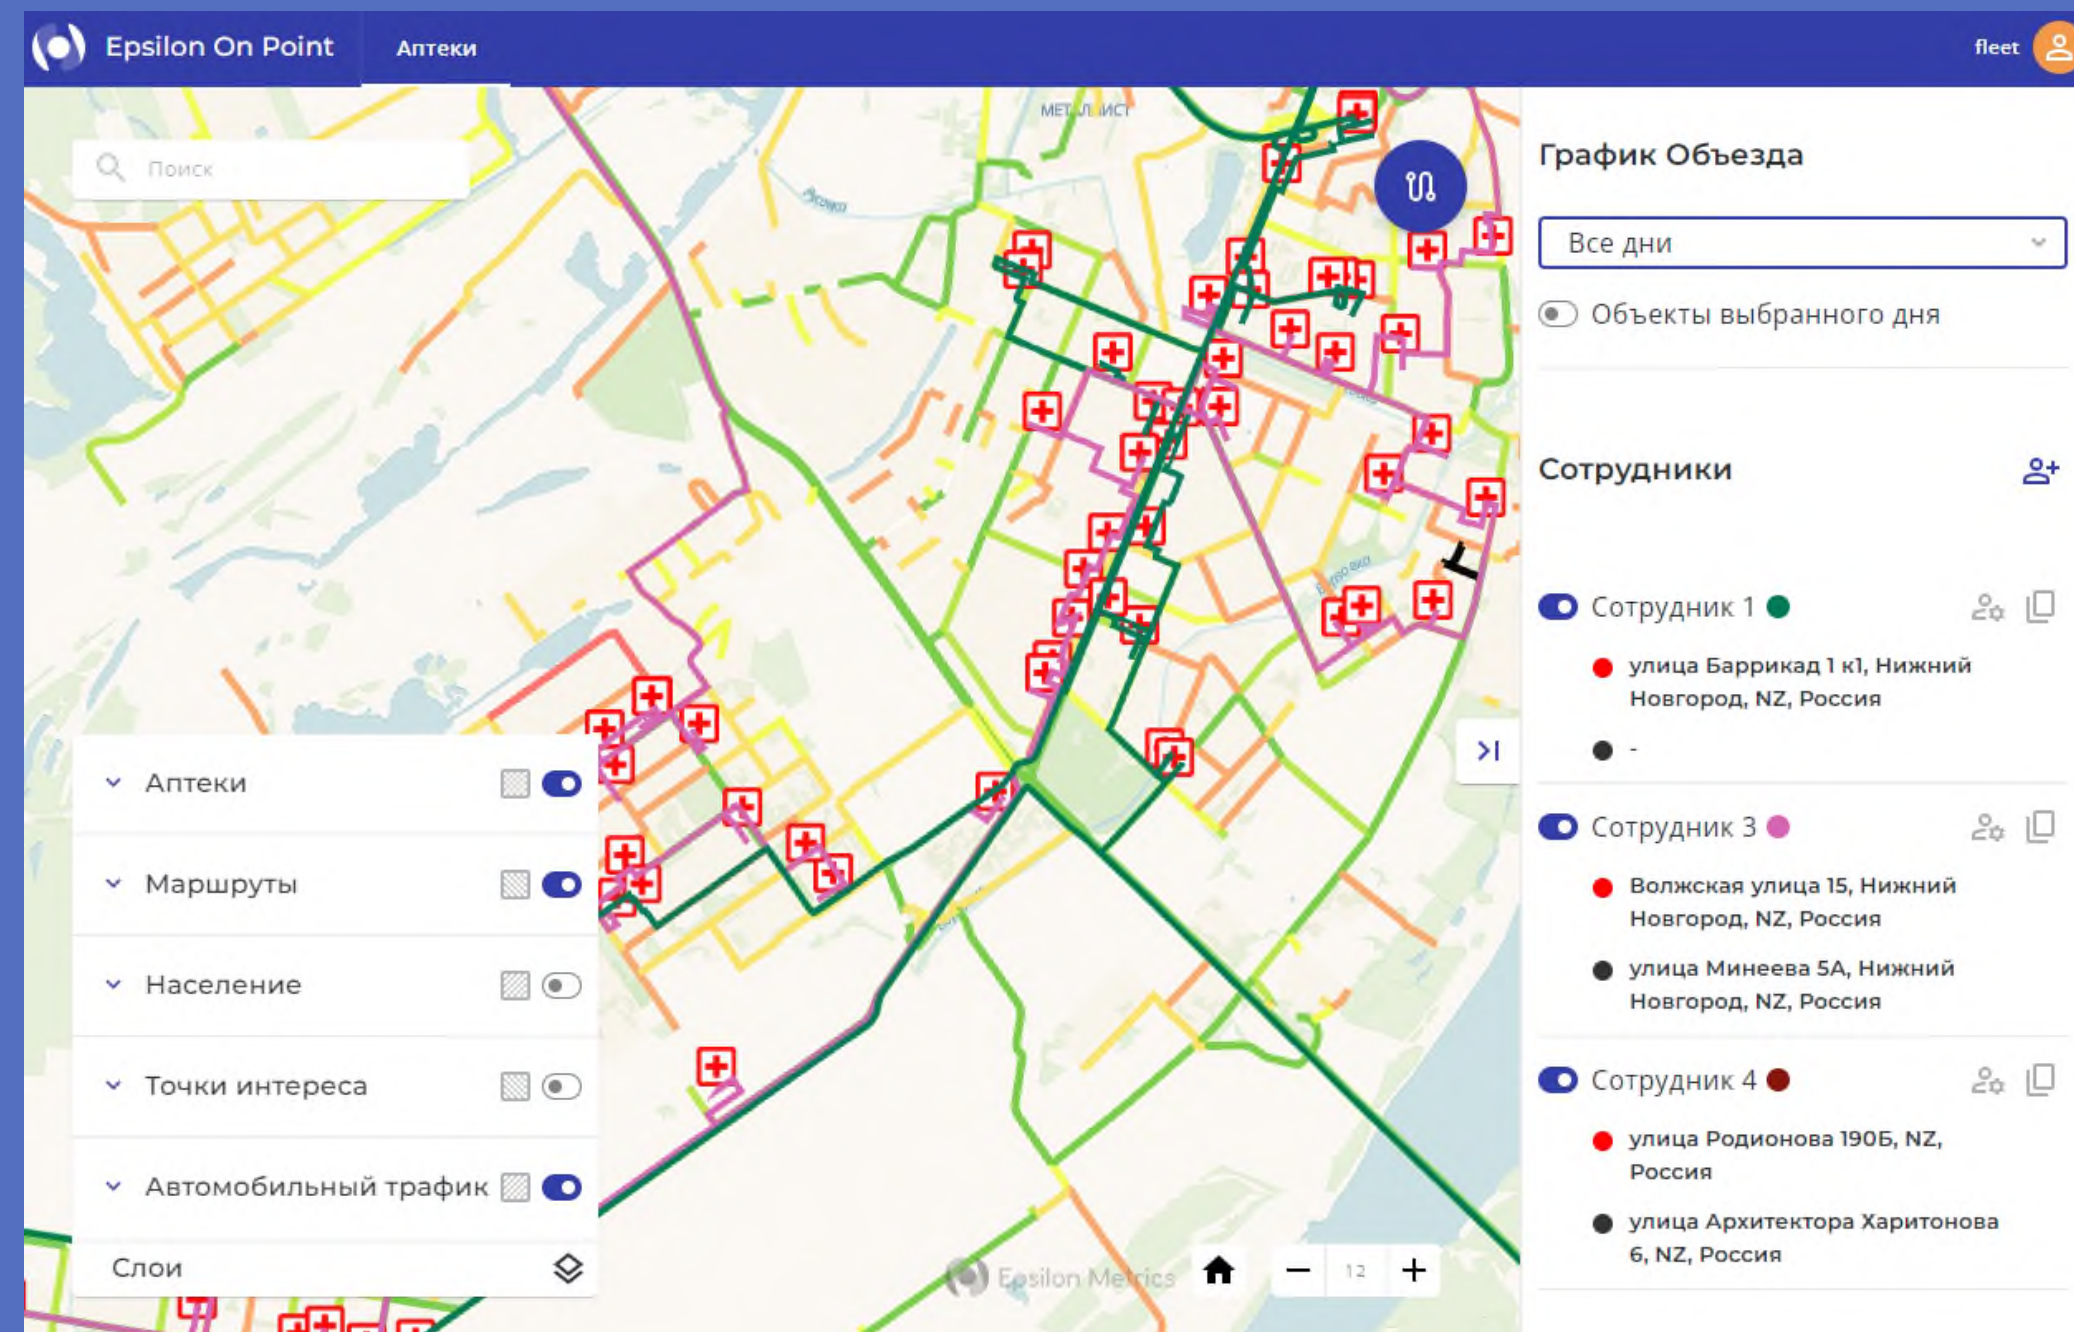 Epsilon On Point
Аптеки
fleet
Поиск
График Объезда
Все дни
Объекты выбранного дня
Сотрудники
Сотрудник 1
улица Баррикад 1 к1, Нижний
Новгород, NZ, Россия
-
Сотрудник 3
Волжская улица 15, Нижний
Новгород, NZ, Россия
улица Минеева 5А, Нижний
Новгород, NZ, Россия
Сотрудник 4
улица Родионова 190Б, NZ,
Россия
улица Архитектора Харитонова
6, NZ, Россия
Аптеки
Маршруты
Население
Точки интереса
Автомобильный трафик
Слои
Epsilon Metrics
12